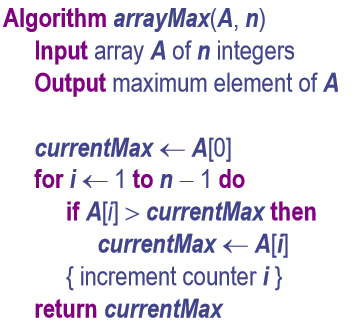 Algorithm arrayMax(A, n)
Input array A of n integers
Output maximum element of A
currentMax ← A[0]
for i ← 1 to n − 1 do
if A[i] > currentMax then
currentMax ← A[i]
{ increment counter i }
return currentMax